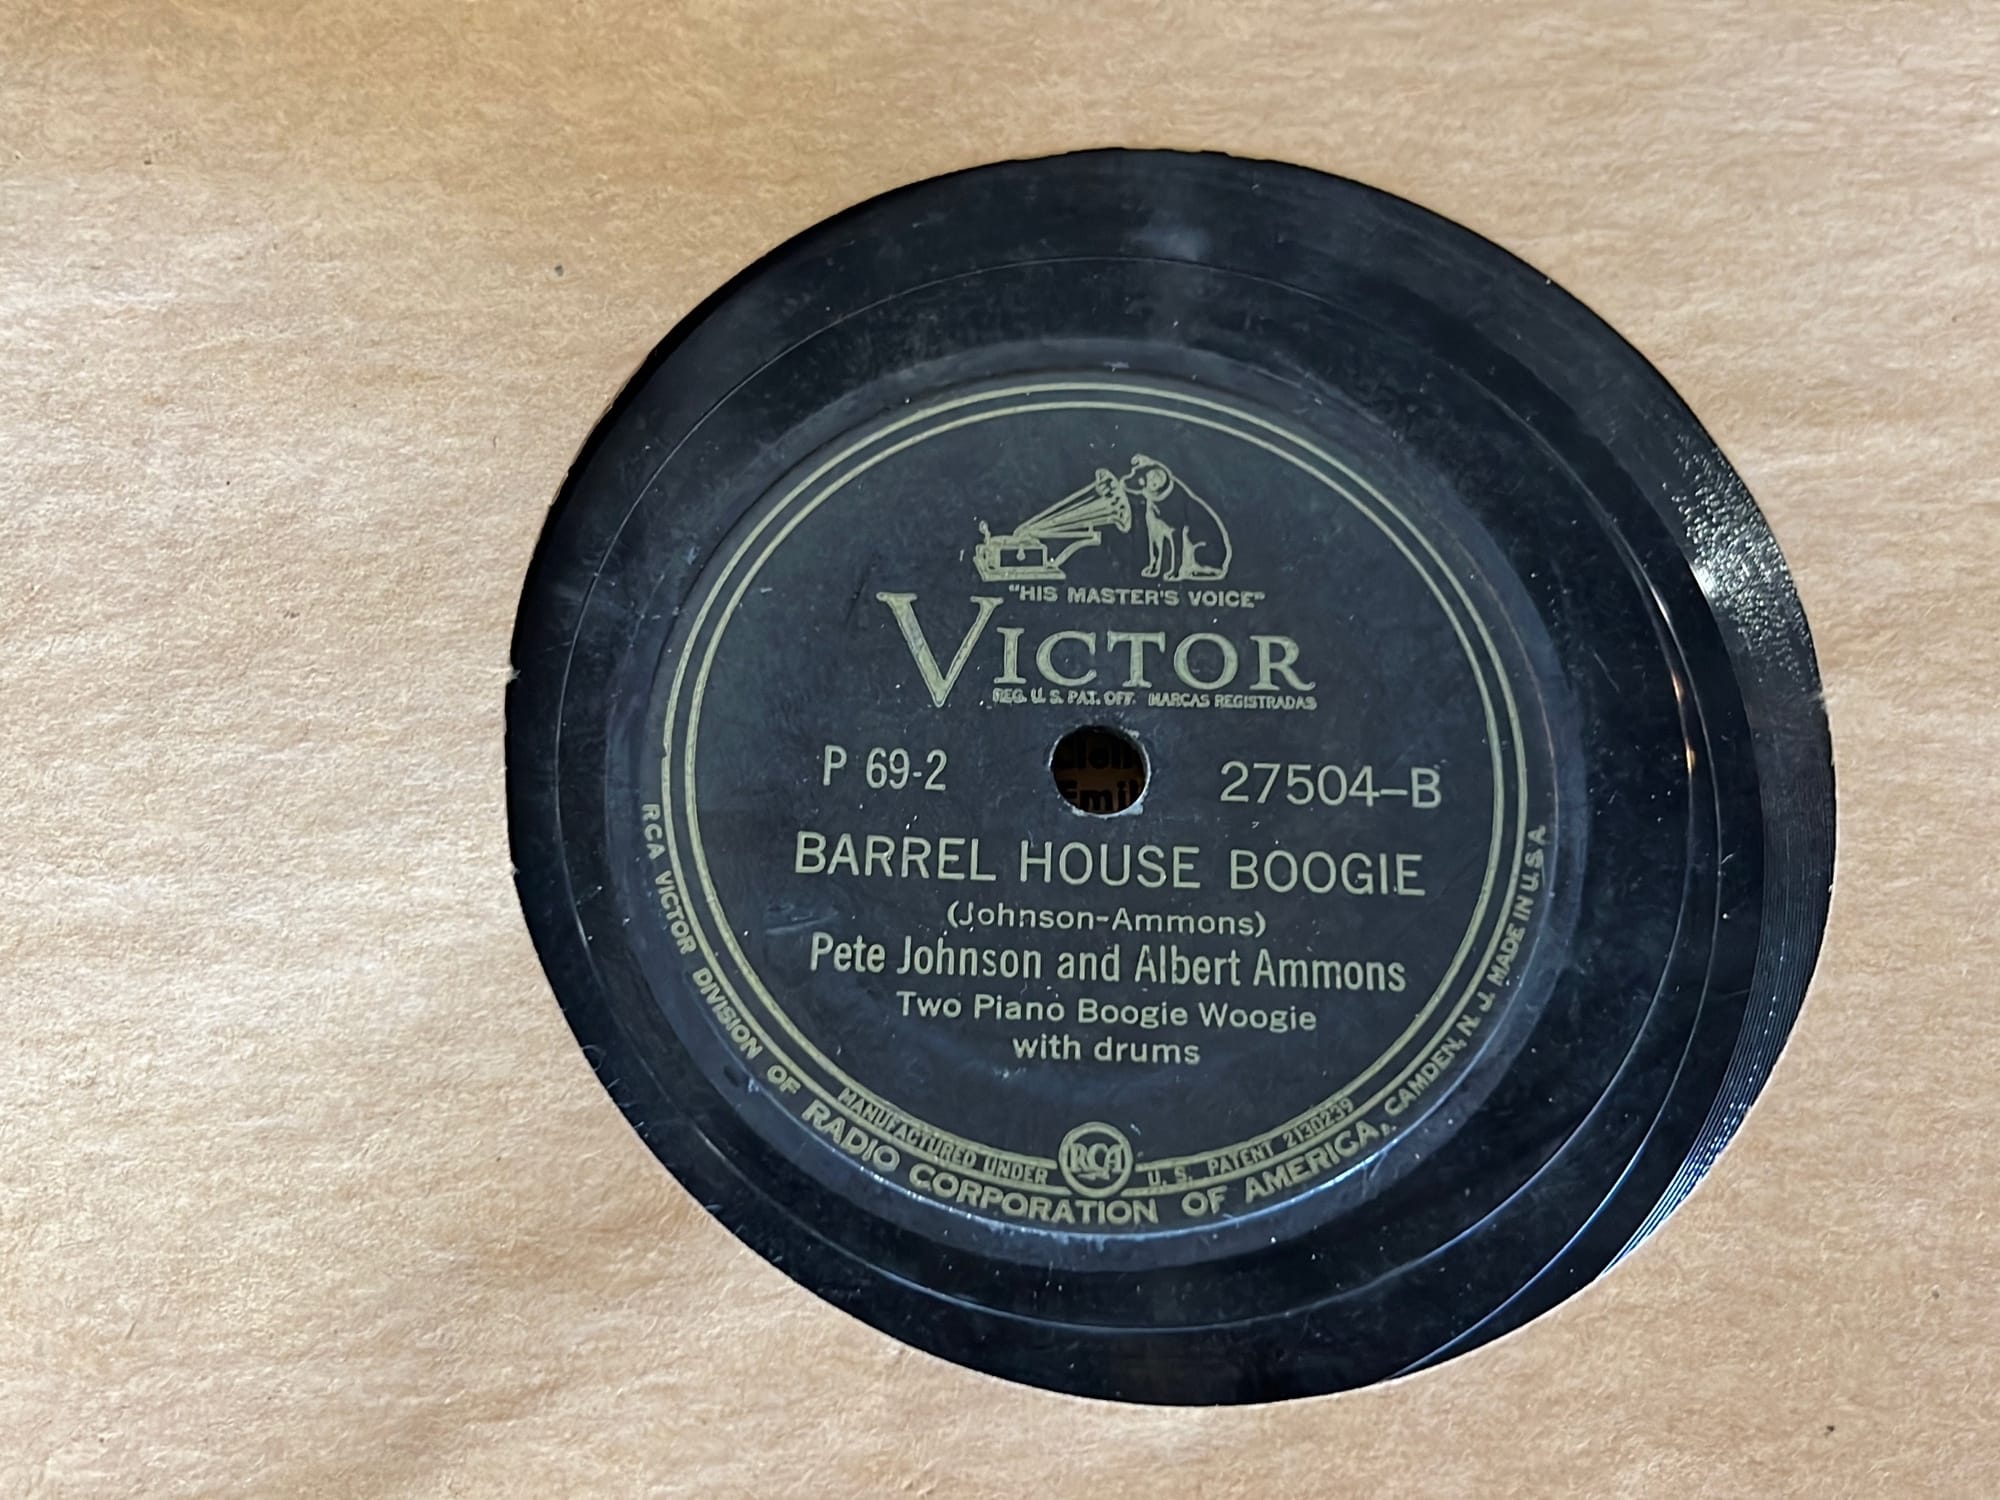 "HIS MASTER'S VOICE"
VICTOR
REG. U. S. PAT. OFF. MARCAS REGISTRADAS
P 69-2
27504-B
BARREL HOUSE BOOGIE
(Johnson-Ammons)
Pete Johnson and Albert Ammons
Two Piano Boogie Woogie
with drums
MANUFACTURED UNDER RCA U. S. PATENT 2130239
RCA VICTOR DIVISION OF RADIO CORPORATION OF AMERICA, CAMDEN, N. J. MADE IN U.S.A.